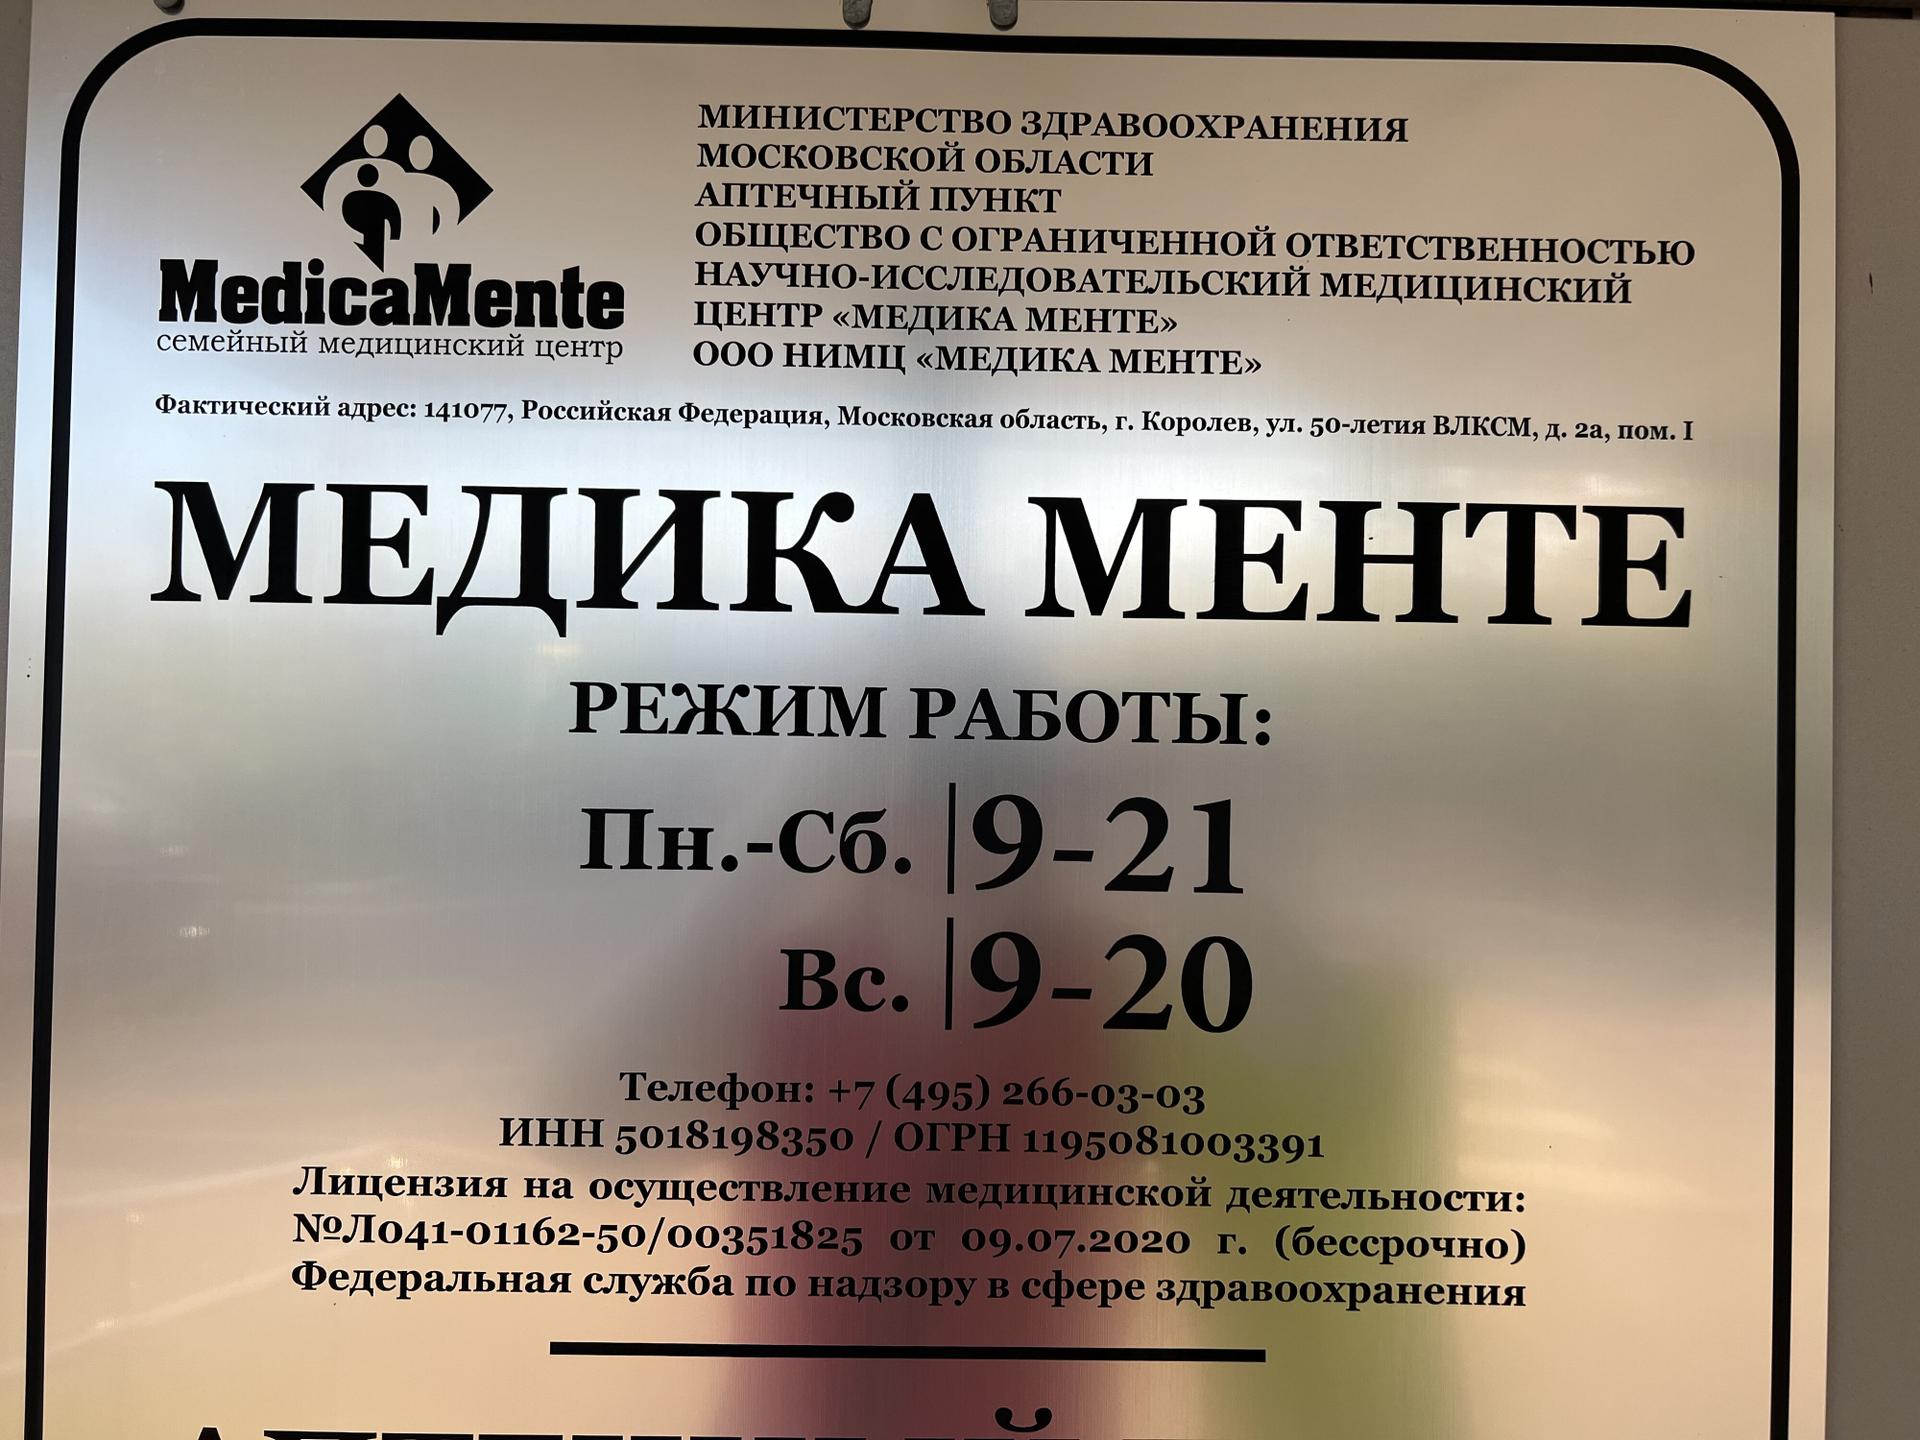 MedicaMente
семейный медицинский центр
МИНИСТЕРСТВО ЗДРАВООХРАНЕНИЯ
МОСКОВСКОЙ ОБЛАСТИ
АПТЕЧНЫЙ ПУНКТ
ОБЩЕСТВО С ОГРАНИЧЕННОЙ ОТВЕТСТВЕННОСТЬЮ
НАУЧНО-ИССЛЕДОВАТЕЛЬСКИЙ МЕДИЦИНСКИЙ
ЦЕНТР «МЕДИКА МЕНТЕ»
ООО НИМЦ «МЕДИКА МЕНТЕ»
Фактический адрес: 141077, Российская Федерация, Московская область, г. Королев, ул. 50-летия ВЛКСМ, д. 2а, пом. I
МЕДИКА МЕНТЕ
РЕЖИМ РАБОТЫ:
Пн.-Сб. | 9-21
Вс. | 9-20
Телефон: +7 (495) 266-03-03
ИНН 5018198350 / ОГРН 1195081003391
Лицензия на осуществление медицинской деятельности:
№Л041-01162-50/00351825 от 09.07.2020 г. (бессрочно)
Федеральная служба по надзору в сфере здравоохранения